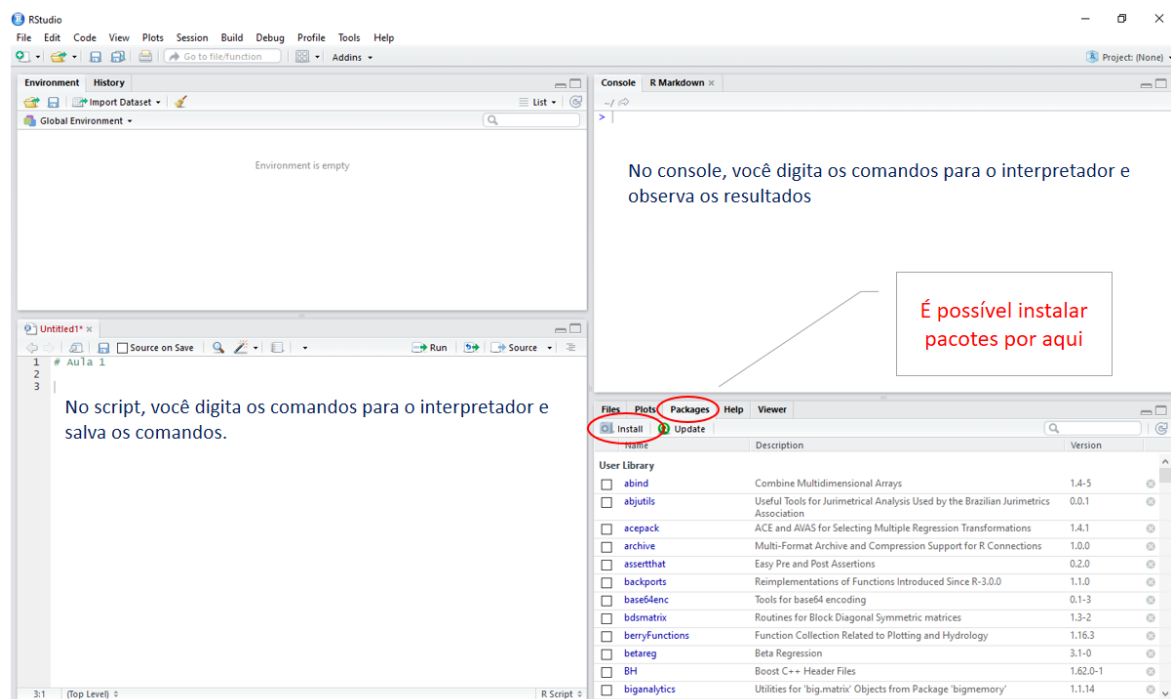 RStudio
File Edit Code View Plots Session Build Debug Profile Tools Help
Go to file/function
Addins
Project: (None)
Environment History
Import Dataset
List
Global Environment
Environment is empty
Console R Markdown
~/
>
No console, você digita os comandos para o interpretador e
observa os resultados
É possível instalar
pacotes por aqui
Untitled1*
Source on Save
Run
Source
1 # Aula 1
2
3
No script, você digita os comandos para o interpretador e
salva os comandos.
3:1 (Top Level)
R Script
Files Plots Packages Help Viewer
Install Update
Name Description Version
User Library
abind Combine Multidimensional Arrays 1.4-5
abjutils Useful Tools for Jurimetrical Analysis Used by the Brazilian Jurimetrics 0.0.1
Association
acepack ACE and AVAS for Selecting Multiple Regression Transformations 1.4.1
archive Multi-Format Archive and Compression Support for R Connections 1.0.0
assertthat Easy Pre and Post Assertions 0.2.0
backports Reimplementations of Functions Introduced Since R-3.0.0 1.1.0
base64enc Tools for base64 encoding 0.1-3
bdsmatrix Routines for Block Diagonal Symmetric matrices 1.3-2
berryFunctions Function Collection Related to Plotting and Hydrology 1.16.3
betareg Beta Regression 3.1-0
BH Boost C++ Header Files 1.62.0-1
biganalytics Utilities for 'big.matrix' Objects from Package 'bigmemory' 1.1.14